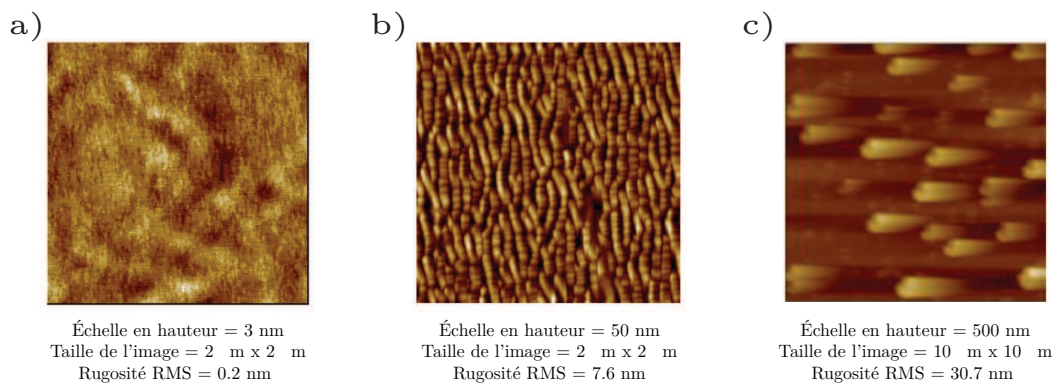 a) b) c)
Échelle en hauteur = 3 nm
Taille de l'image = 2 m x 2 m
Rugosité RMS = 0.2 nm
Échelle en hauteur = 50 nm
Taille de l'image = 2 m x 2 m
Rugosité RMS = 7.6 nm
Échelle en hauteur = 500 nm
Taille de l'image = 10 m x 10 m
Rugosité RMS = 30.7 nm